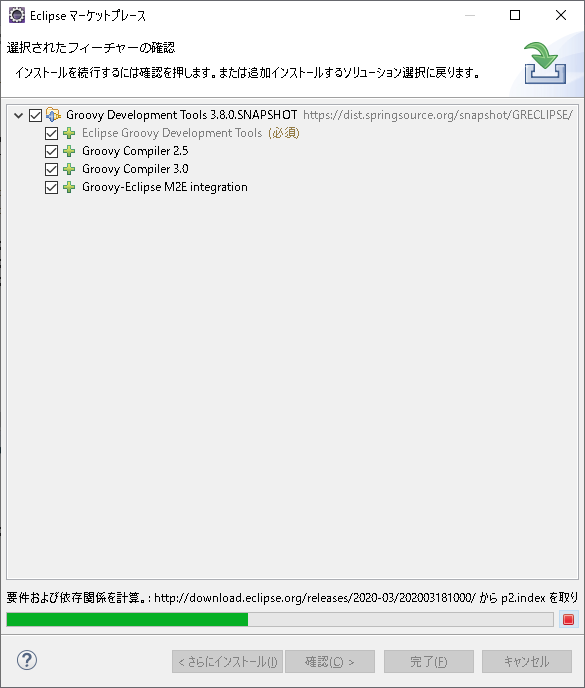 Eclipse マーケットプレース
選択されたフィーチャーの確認
インストールを続行するには確認を押します。または追加インストールするソリューション選択に戻ります。
Groovy Development Tools 3.8.0.SNAPSHOT https://dist.springsource.org/snapshot/GRECLIPSE/
Eclipse Groovy Development Tools (必須)
Groovy Compiler 2.5
Groovy Compiler 3.0
Groovy-Eclipse M2E integration
要件および依存関係を計算。: http://download.eclipse.org/releases/2020-03/202003181000/ から p2.index を取り
< さらにインストール(I) 確認(C) > 完了(F) キャンセル